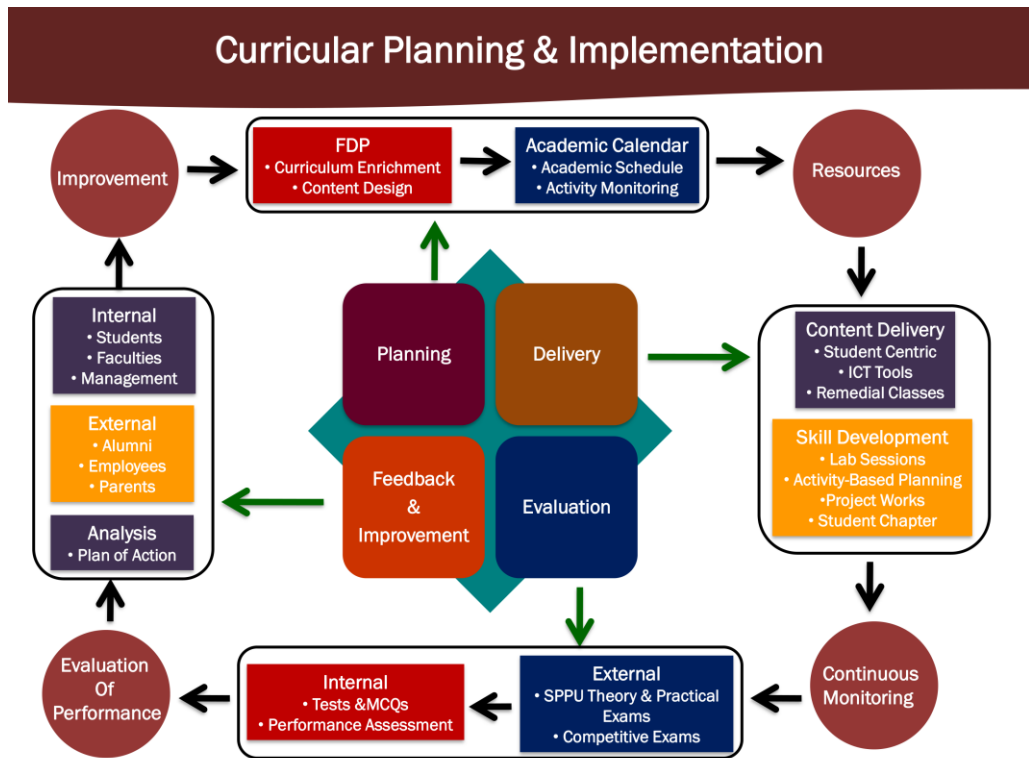 Curricular Planning & Implementation
Improvement
FDP
• Curriculum Enrichment
• Content Design
Academic Calendar
• Academic Schedule
• Activity Monitoring
Resources
Internal
• Students
• Faculties
• Management
External
• Alumni
• Employees
• Parents
Analysis
• Plan of Action
Planning
Delivery
Feedback
&
Improvement
Evaluation
Content Delivery
• Student Centric
• ICT Tools
• Remedial Classes
Skill Development
• Lab Sessions
• Activity-Based Planning
•Project Works
• Student Chapter
Evaluation
Of
Performance
Internal
• Tests &MCQs
• Performance Assessment
External
• SPPU Theory & Practical
Exams
• Competitive Exams
Continuous
Monitoring